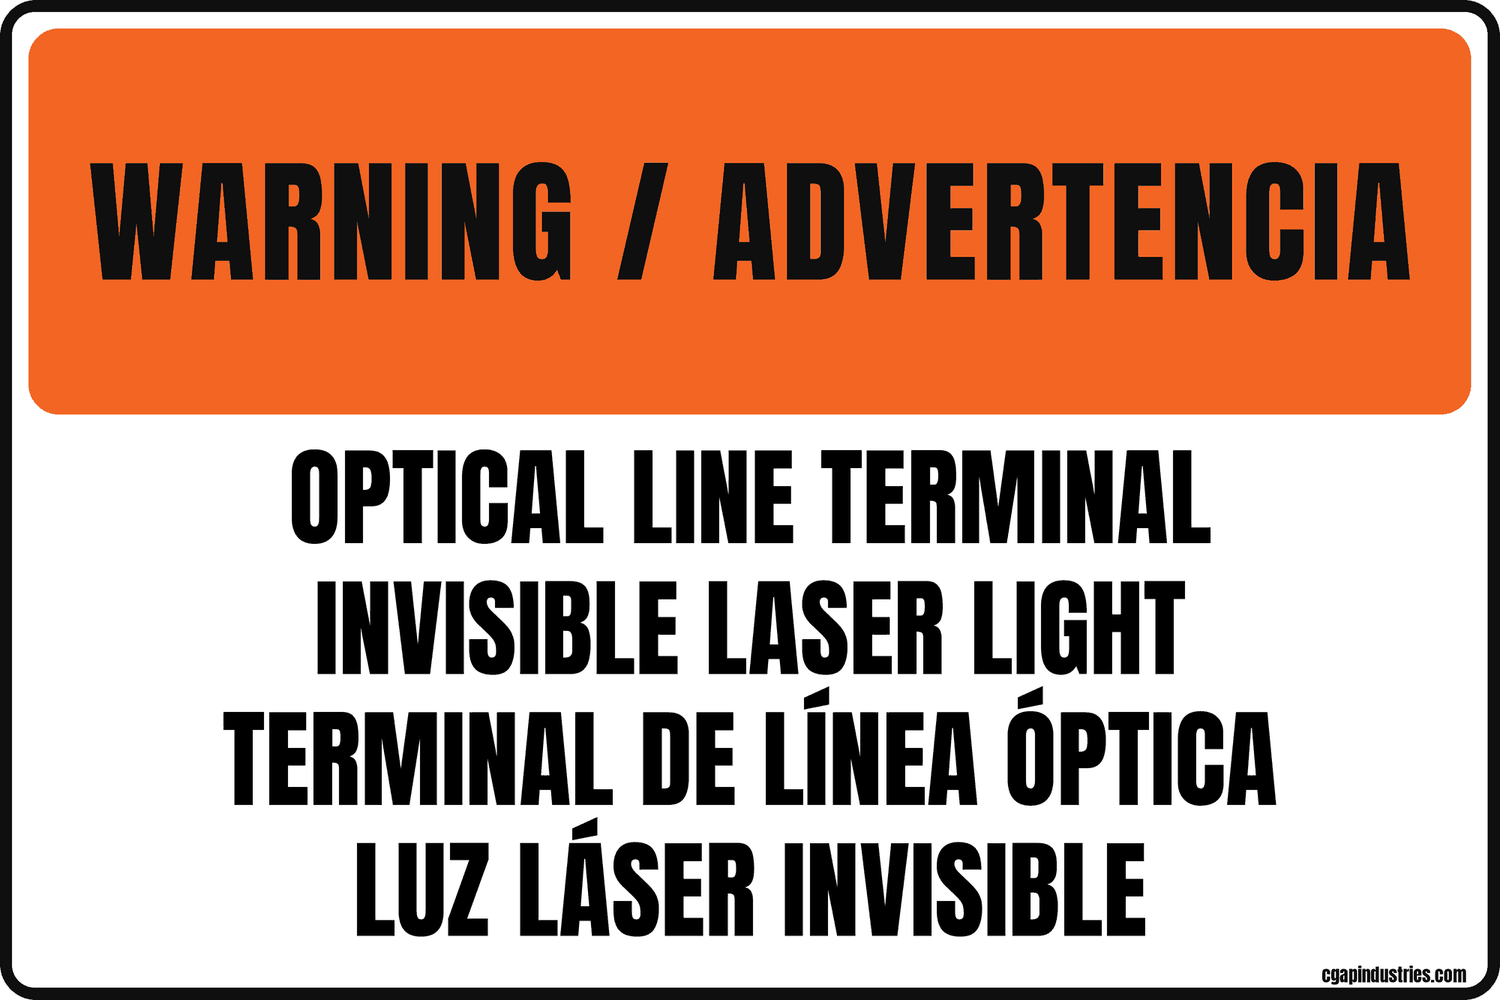 WARNING / ADVERTENCIA
OPTICAL LINE TERMINAL
INVISIBLE LASER LIGHT
TERMINAL DE LÍNEA ÓPTICA
LUZ LÁSER INVISIBLE
cgapindustries.com